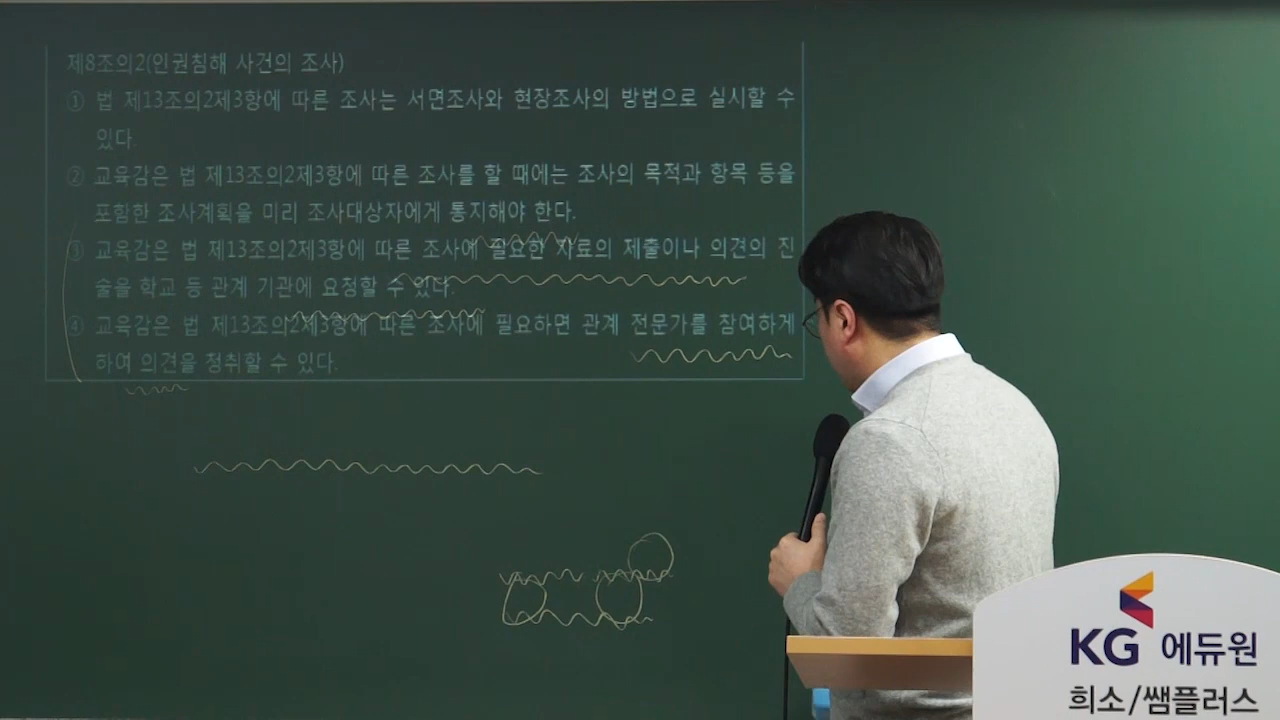 제8조의2(인권침해 사건의 조사)
① 법 제13조의2제3항에 따른 조사는 서면조사와 현장조사의 방법으로 실시할 수
있다.
② 교육감은 법 제13조의2제3항에 따른 조사를 할 때에는 조사의 목적과 항목 등을
포함한 조사계획을 미리 조사대상자에게 통지해야 한다.
③ 교육감은 법 제13조의2제3항에 따른 조사에 필요한 자료의 제출이나 의견의 진
술을 학교 등 관계 기관에 요청할 수 있다.
④ 교육감은 법 제13조의2제3항에 따른 조사에 필요하면 관계 전문가를 참여하게
하여 의견을 청취할 수 있다.
KG 에듀원
희소/쌤플러스